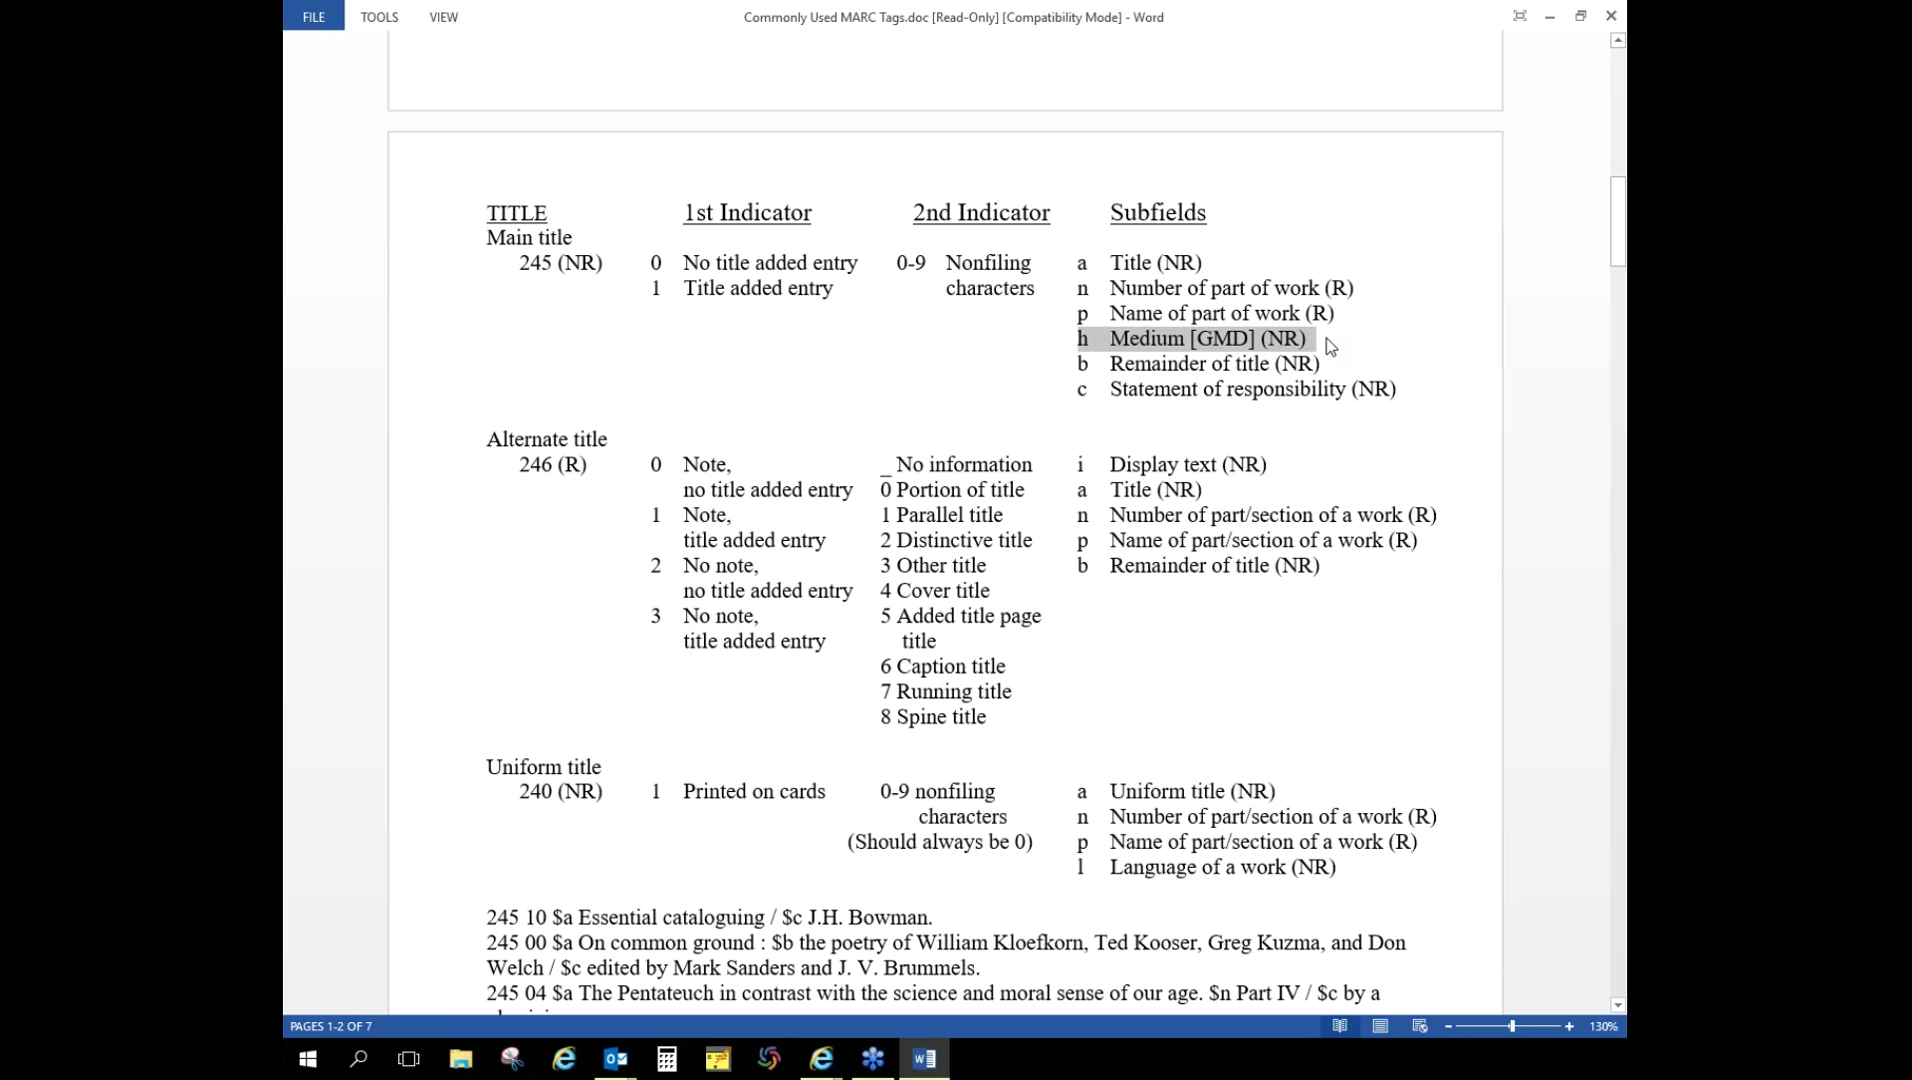 FILE TOOLS VIEW Commonly Used MARC Tags.doc [Read-Only] [Compatibility Mode] - Word
TITLE 1st Indicator 2nd Indicator Subfields
Main title
245 (NR) 0 No title added entry 0-9 Nonfiling a Title (NR)
1 Title added entry characters n Number of part of work (R)
p Name of part of work (R)
h Medium [GMD] (NR)
b Remainder of title (NR)
c Statement of responsibility (NR)
Alternate title
246 (R) 0 Note, _ No information i Display text (NR)
no title added entry 0 Portion of title a Title (NR)
1 Note, 1 Parallel title n Number of part/section of a work (R)
title added entry 2 Distinctive title p Name of part/section of a work (R)
2 No note, 3 Other title b Remainder of title (NR)
no title added entry 4 Cover title
3 No note, 5 Added title page
title added entry title
6 Caption title
7 Running title
8 Spine title
Uniform title
240 (NR) 1 Printed on cards 0-9 nonfiling a Uniform title (NR)
characters n Number of part/section of a work (R)
(Should always be 0) p Name of part/section of a work (R)
l Language of a work (NR)
245 10 $a Essential cataloguing / $c J.H. Bowman.
245 00 $a On common ground : $b the poetry of William Kloefkorn, Ted Kooser, Greg Kuzma, and Don
Welch / $c edited by Mark Sanders and J. V. Brummels.
245 04 $a The Pentateuch in contrast with the science and moral sense of our age. $n Part IV / $c by a
PAGES 1-2 OF 7 130%